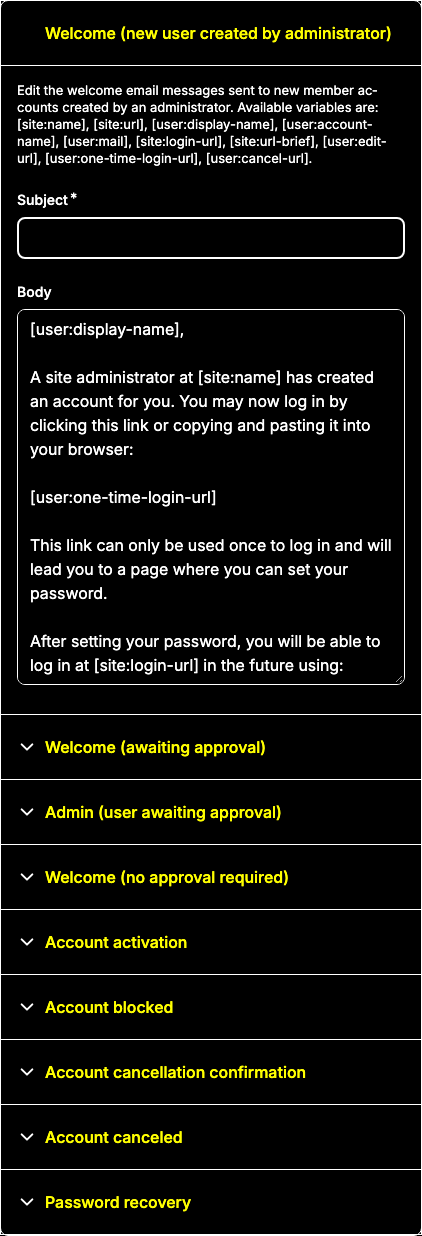 Welcome (new user created by administrator)
Edit the welcome email messages sent to new member ac-
counts created by an administrator. Available variables are:
[site:name], [site:url], [user:display-name], [user:account-
name], [user:mail], [site:login-url], [site:url-brief], [user:edit-
url], [user:one-time-login-url], [user:cancel-url].
Subject*
Body
[user:display-name],
A site administrator at [site:name] has created
an account for you. You may now log in by
clicking this link or copying and pasting it into
your browser:
[user:one-time-login-url]
This link can only be used once to log in and will
lead you to a page where you can set your
password.
After setting your password, you will be able to
log in at [site:login-url] in the future using:
Welcome (awaiting approval)
Admin (user awaiting approval)
Welcome (no approval required)
Account activation
Account blocked
Account cancellation confirmation
Account canceled
Password recovery